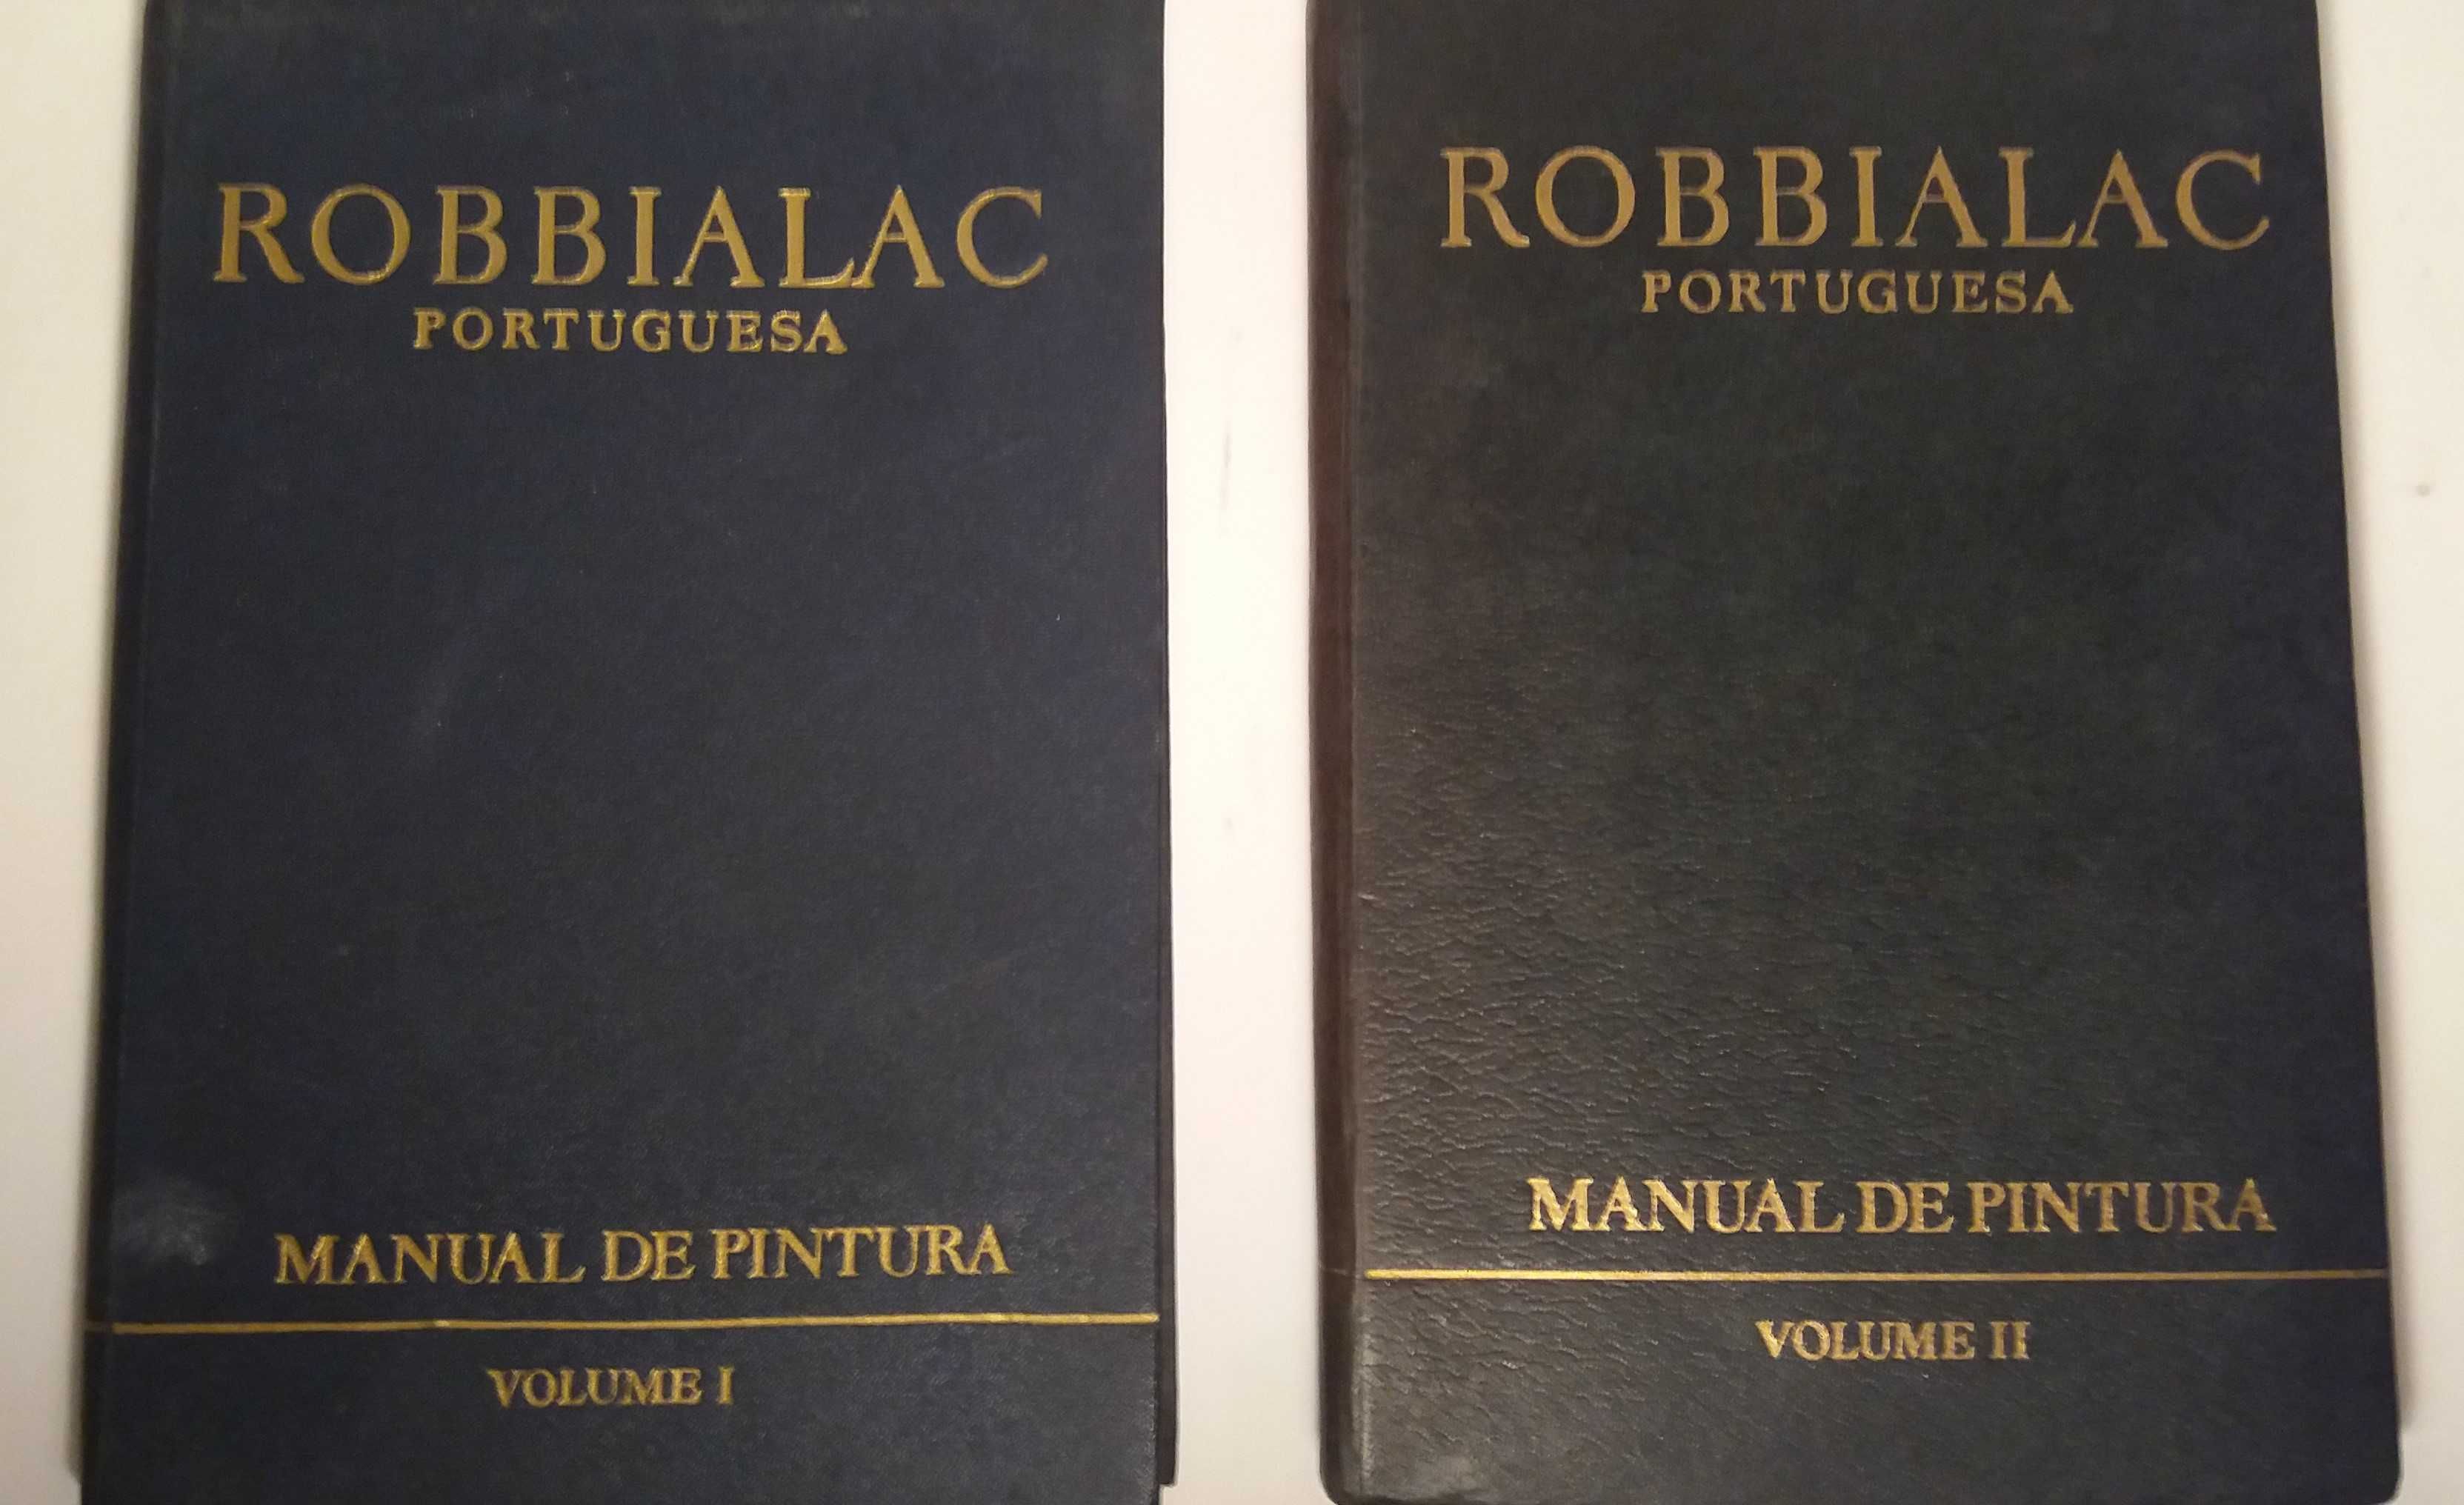 ROBBIALAC
PORTUGUESA
MANUAL DE PINTURA
VOLUME I
ROBBIALAC
PORTUGUESA
MANUAL DE PINTURA
VOLUME II